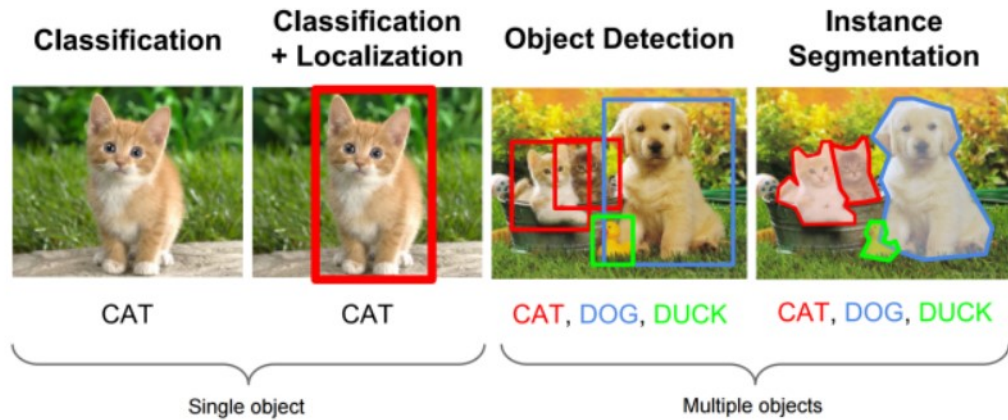 Classification
Classification
+ Localization
Object Detection
Instance
Segmentation
CAT
CAT
CAT, DOG, DUCK
CAT, DOG, DUCK
Single object
Multiple objects